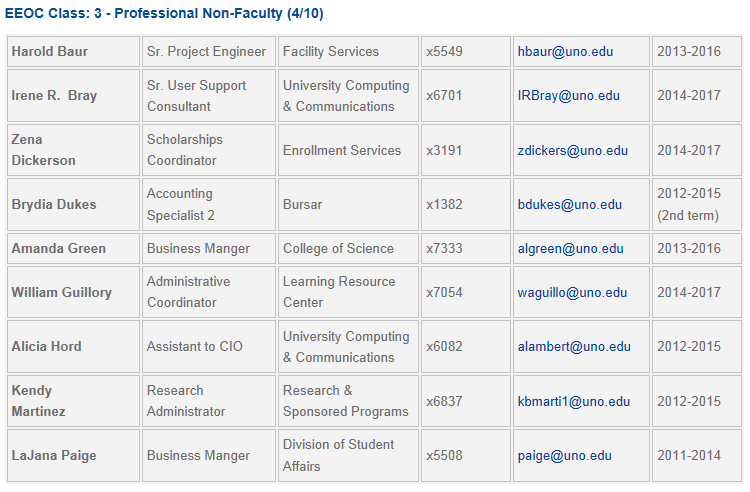 EEOC Class: 3 - Professional Non-Faculty (4/10)
Harold Baur Sr. Project Engineer Facility Services x5549 hbaur@uno.edu 2013-2016
Irene R. Bray Sr. User Support Consultant University Computing & Communications x6701 IRBray@uno.edu 2014-2017
Zena Dickerson Scholarships Coordinator Enrollment Services x3191 zdickers@uno.edu 2014-2017
Brydia Dukes Accounting Specialist 2 Bursar x1382 bdukes@uno.edu 2012-2015 (2nd term)
Amanda Green Business Manger College of Science x7333 algreen@uno.edu 2013-2016
William Guillory Administrative Coordinator Learning Resource Center x7054 waguillo@uno.edu 2014-2017
Alicia Hord Assistant to CIO University Computing & Communications x6082 alambert@uno.edu 2012-2015
Kendy Martinez Research Administrator Research & Sponsored Programs x6837 kbmarti1@uno.edu 2012-2015
LaJana Paige Business Manger Division of Student Affairs x5508 paige@uno.edu 2011-2014